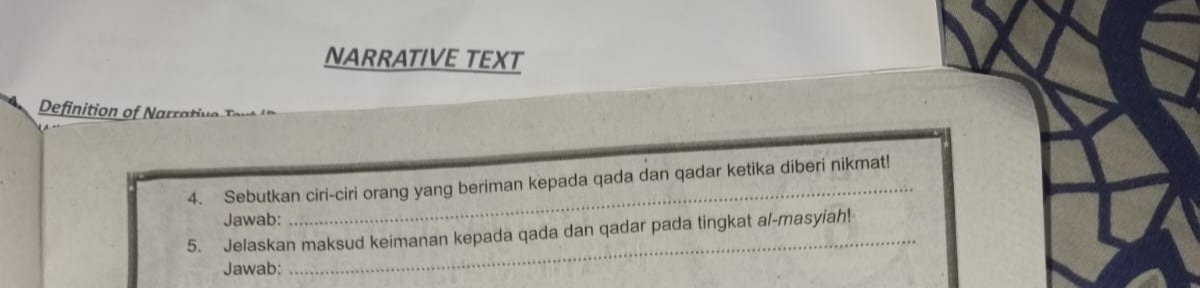 NARRATIVE TEXT
A. Definition of Narrative Text
4. Sebutkan ciri-ciri orang yang beriman kepada qada dan qadar ketika diberi nikmat!
Jawab: ................................................................................
5. Jelaskan maksud keimanan kepada qada dan qadar pada tingkat al-masyiah!
Jawab: ................................................................................